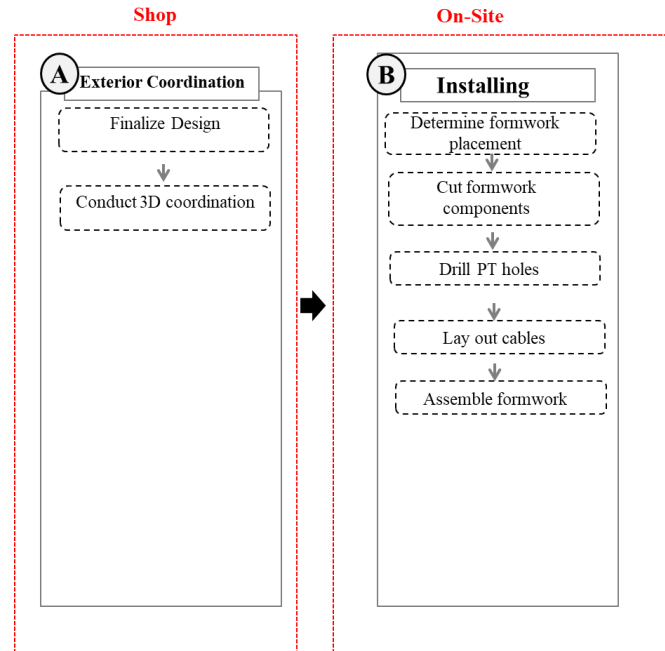 Shop
On-Site
A
Exterior Coordination
Finalize Design
Conduct 3D coordination
B
Installing
Determine formwork
placement
Cut formwork
components
Drill PT holes
Lay out cables
Assemble formwork